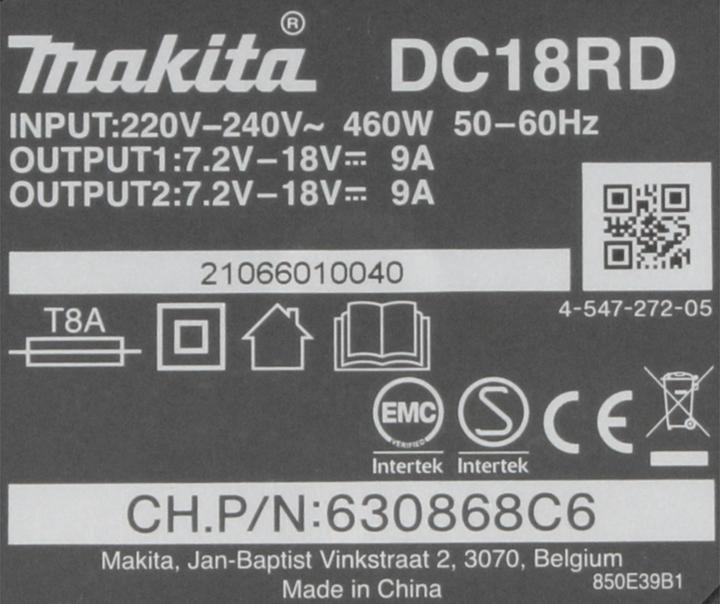 makita® DC18RD
INPUT:220V–240V~ 460W 50–60Hz
OUTPUT1:7.2V–18V⎓ 9A
OUTPUT2:7.2V–18V⎓ 9A
21066010040
4-547-272-05
T8A
EMC
VERIFIED
Intertek
S
Intertek
CE
CH.P/N:630868C6
Makita, Jan-Baptist Vinkstraat 2, 3070, Belgium
Made in China
850E39B1